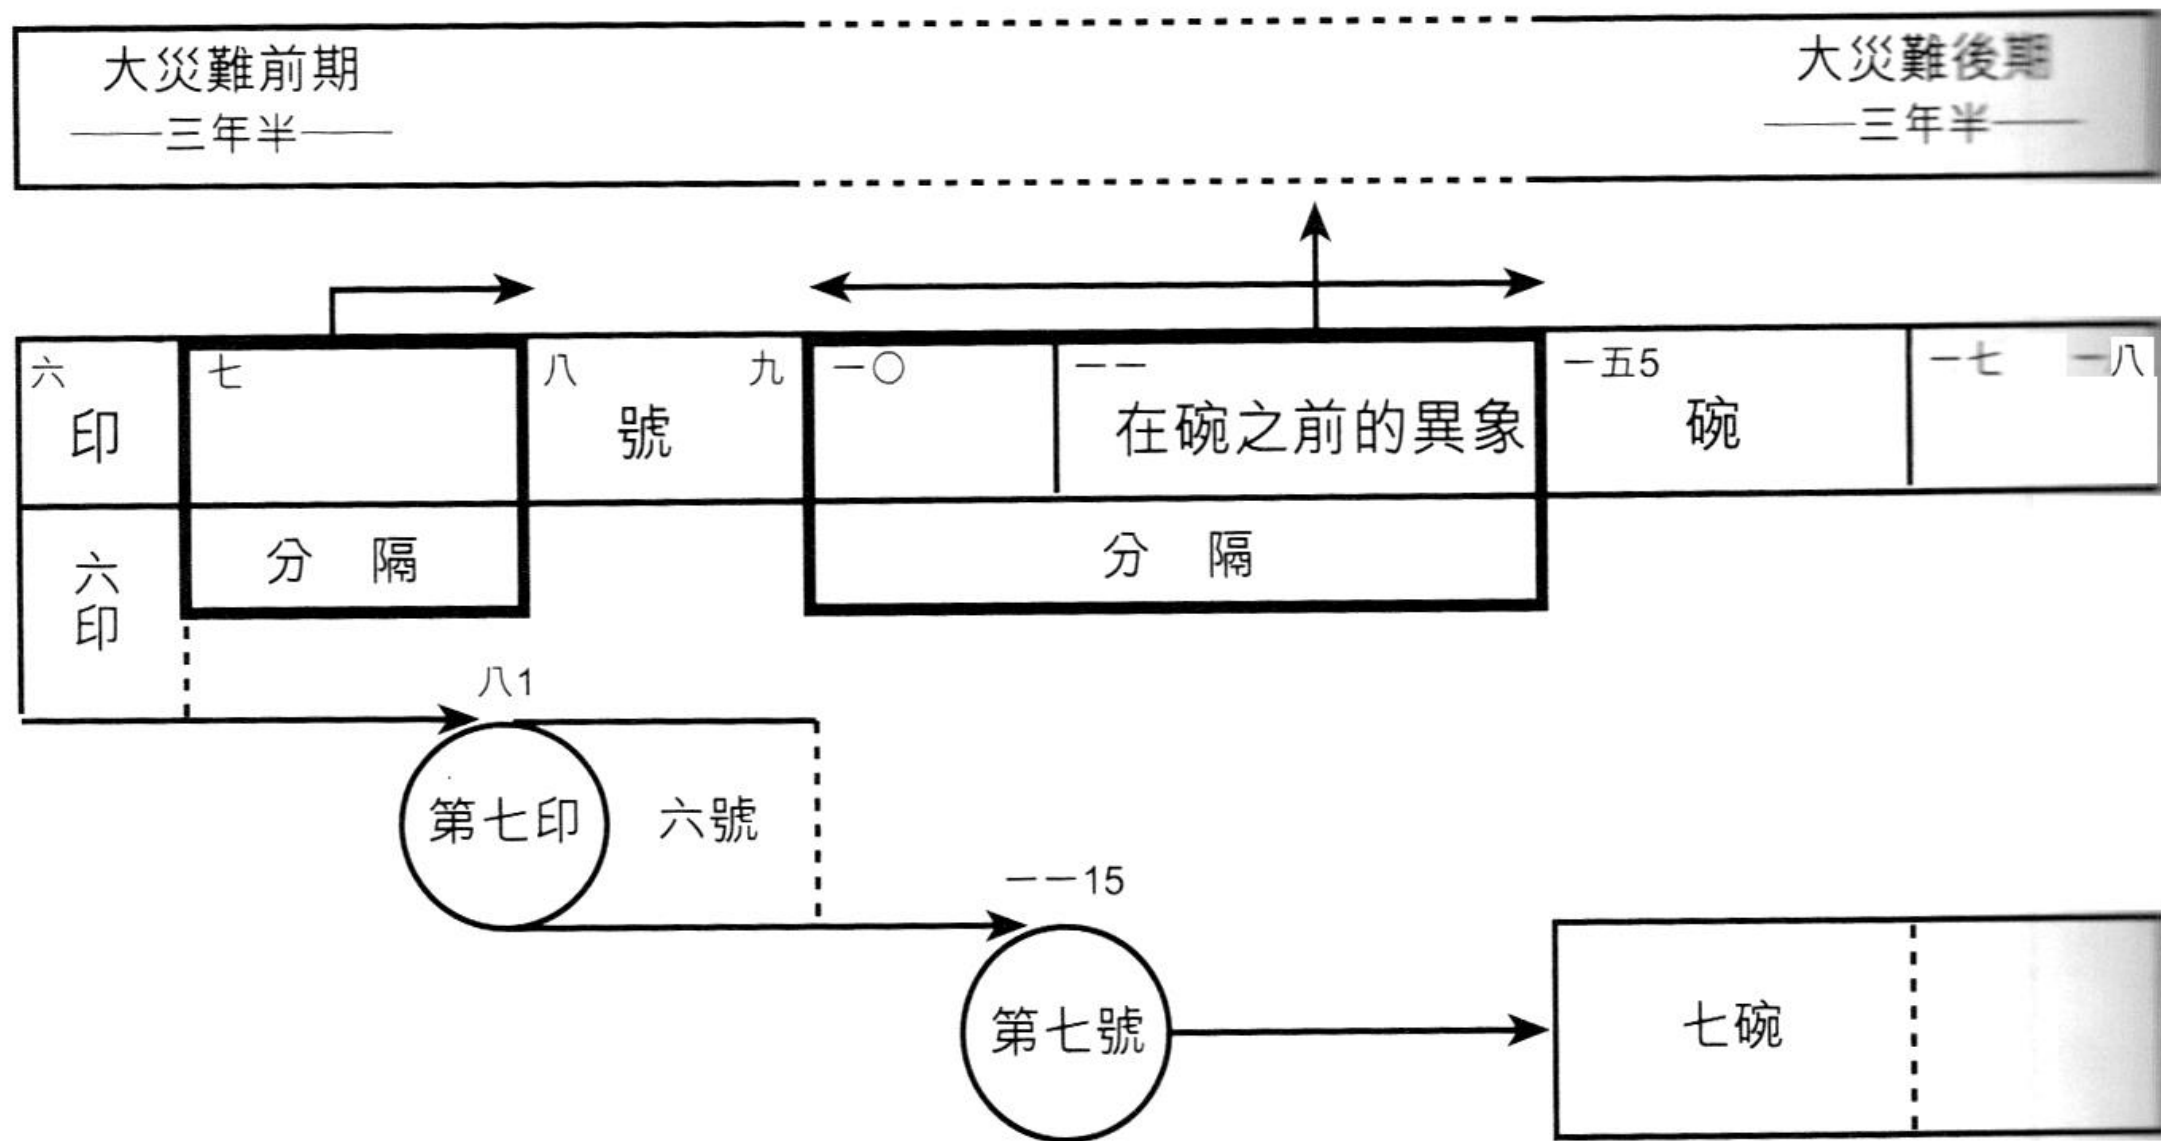 大災難前期
大災難後期
三年半
三年半
六
七
八
九
一〇
一一
一五5
一七
一八
印
號
在碗之前的異象
碗
六印
分 隔
分 隔
八1
第七印
六號
一一15
第七號
七碗